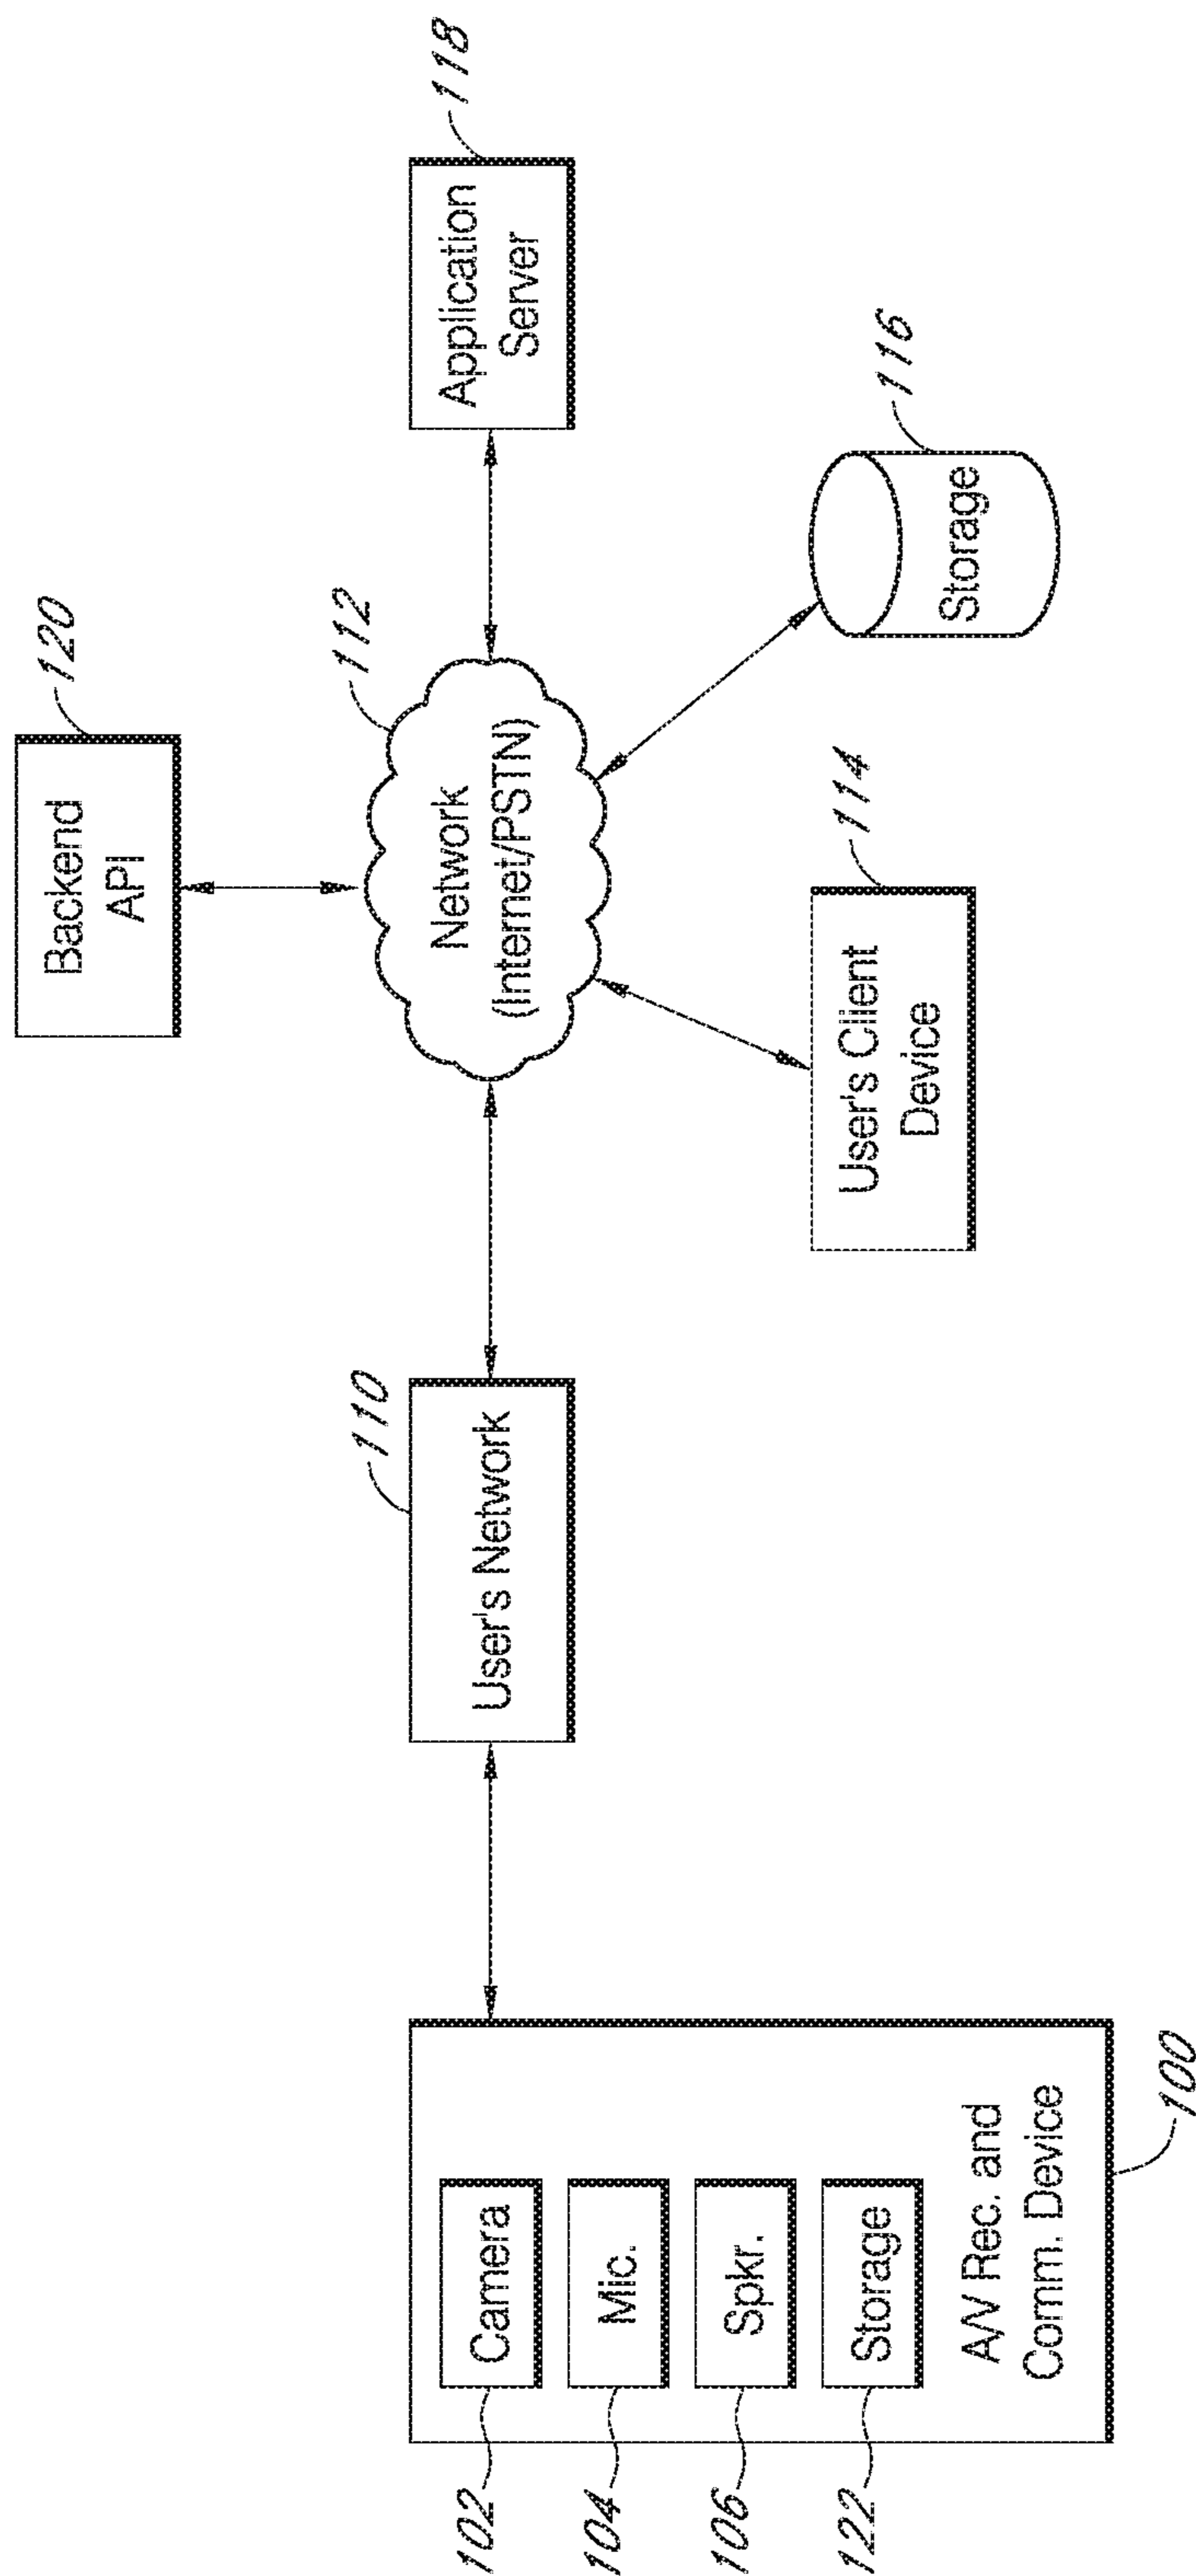 120
Backend
API
112
Network
(Internet/PSTN)
118
Application
Server
110
User's Network
116
Storage
114
User's Client
Device
102
Camera
104
Mic.
106
Spkr.
122
Storage
A/V Rec. and
Comm. Device
100